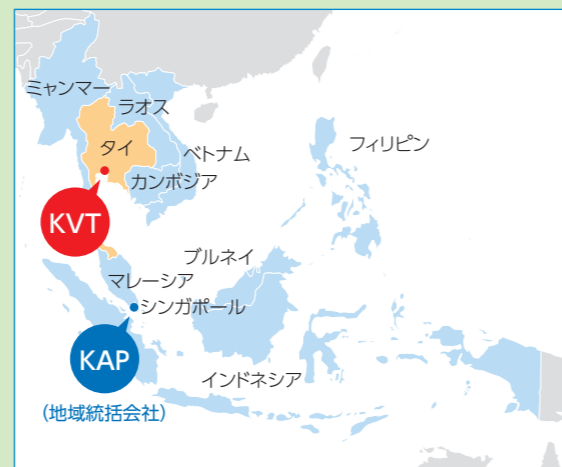 ミャンマー
ラオス
タイ
ベトナム
フィリピン
カンボジア
KVT
ブルネイ
マレーシア
シンガポール
KAP
インドネシア
(地域統括会社)